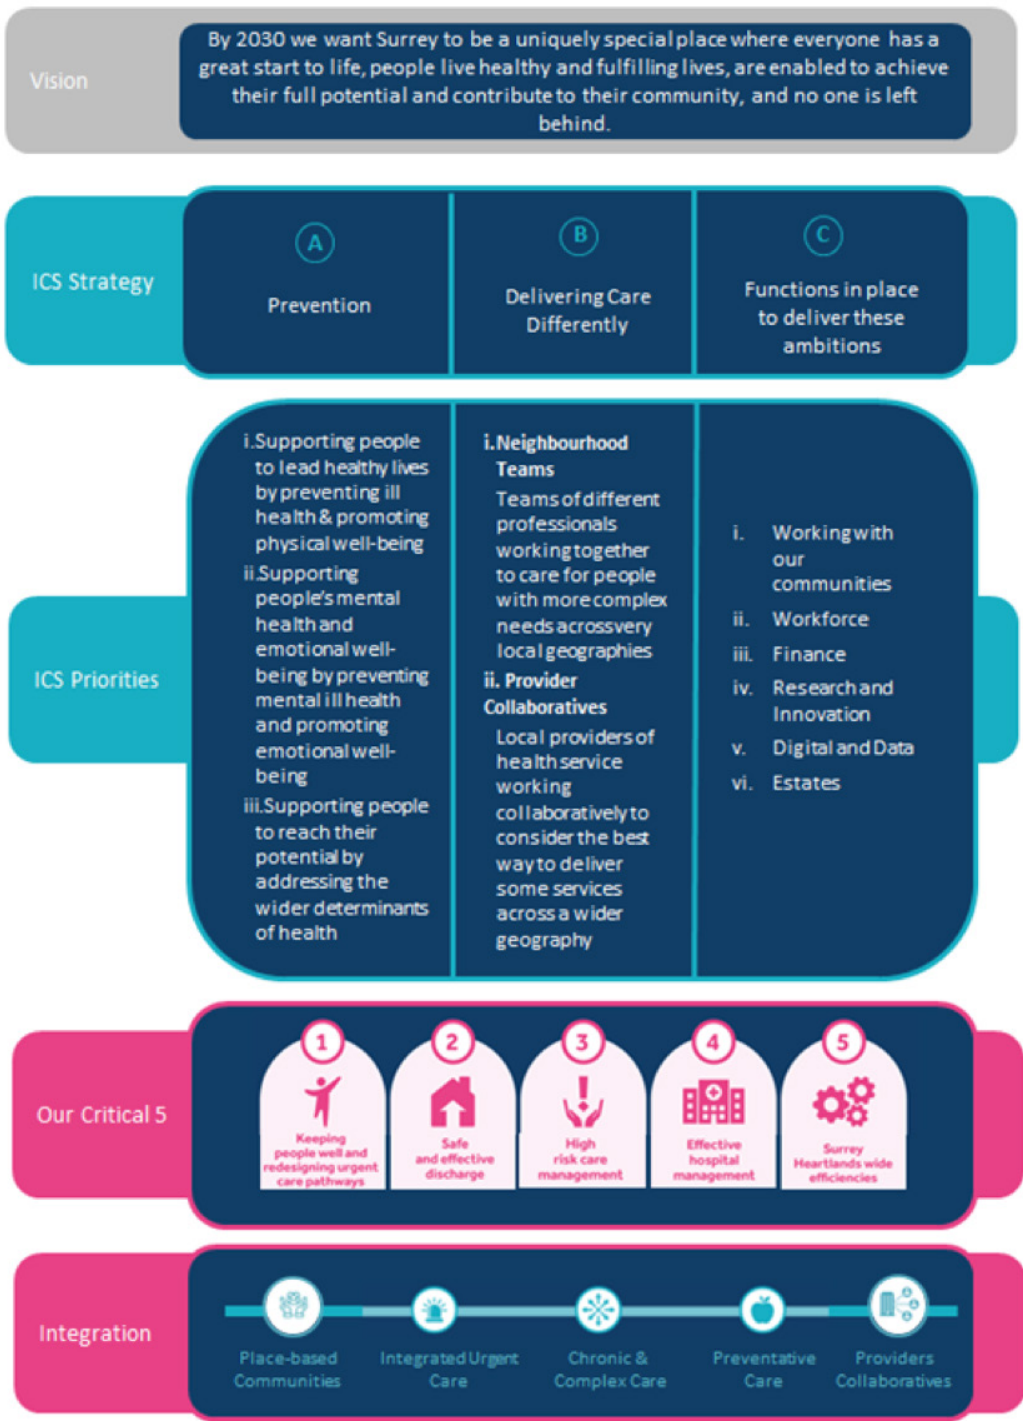 Vision
By 2030 we want Surrey to be a uniquely special place where everyone has a
great start to life, people live healthy and fulfilling lives, are enabled to achieve
their full potential and contribute to their community, and no one is left
behind.
ICS Strategy
A
Prevention
B
Delivering Care
Differently
C
Functions in place
to deliver these
ambitions
ICS Priorities
i.Supporting people
to lead healthy lives
by preventing ill
health & promoting
physical well-being
ii.Supporting
people's mental
health and
emotional well-
being by preventing
mental ill health
and promoting
emotional well-
being
iii.Supporting people
to reach their
potential by
addressing the
wider determinants
of health
i. Neighbourhood
Teams
Teams of different
professionals
working together
to care for people
with more complex
needs acrossvery
local geographies
ii. Provider
Collaboratives
Local providers of
health service
working
collaboratively to
consider the best
way to deliver
some services
across a wider
geography
i. Working with
our
communities
ii. Workforce
iii. Finance
iv. Research and
Innovation
v. Digital and Data
vi. Estates
Our Critical 5
1
Keeping
people well and
redesigning urgent
care pathways
2
Safe
and effective
discharge
3
High
risk care
management
4
Effective
hospital
management
5
Surrey
Heartlands wide
efficiencies
Integration
Place-based
Communities
Integrated Urgent
Care
Chronic &
Complex Care
Preventative
Care
Providers
Collaboratives